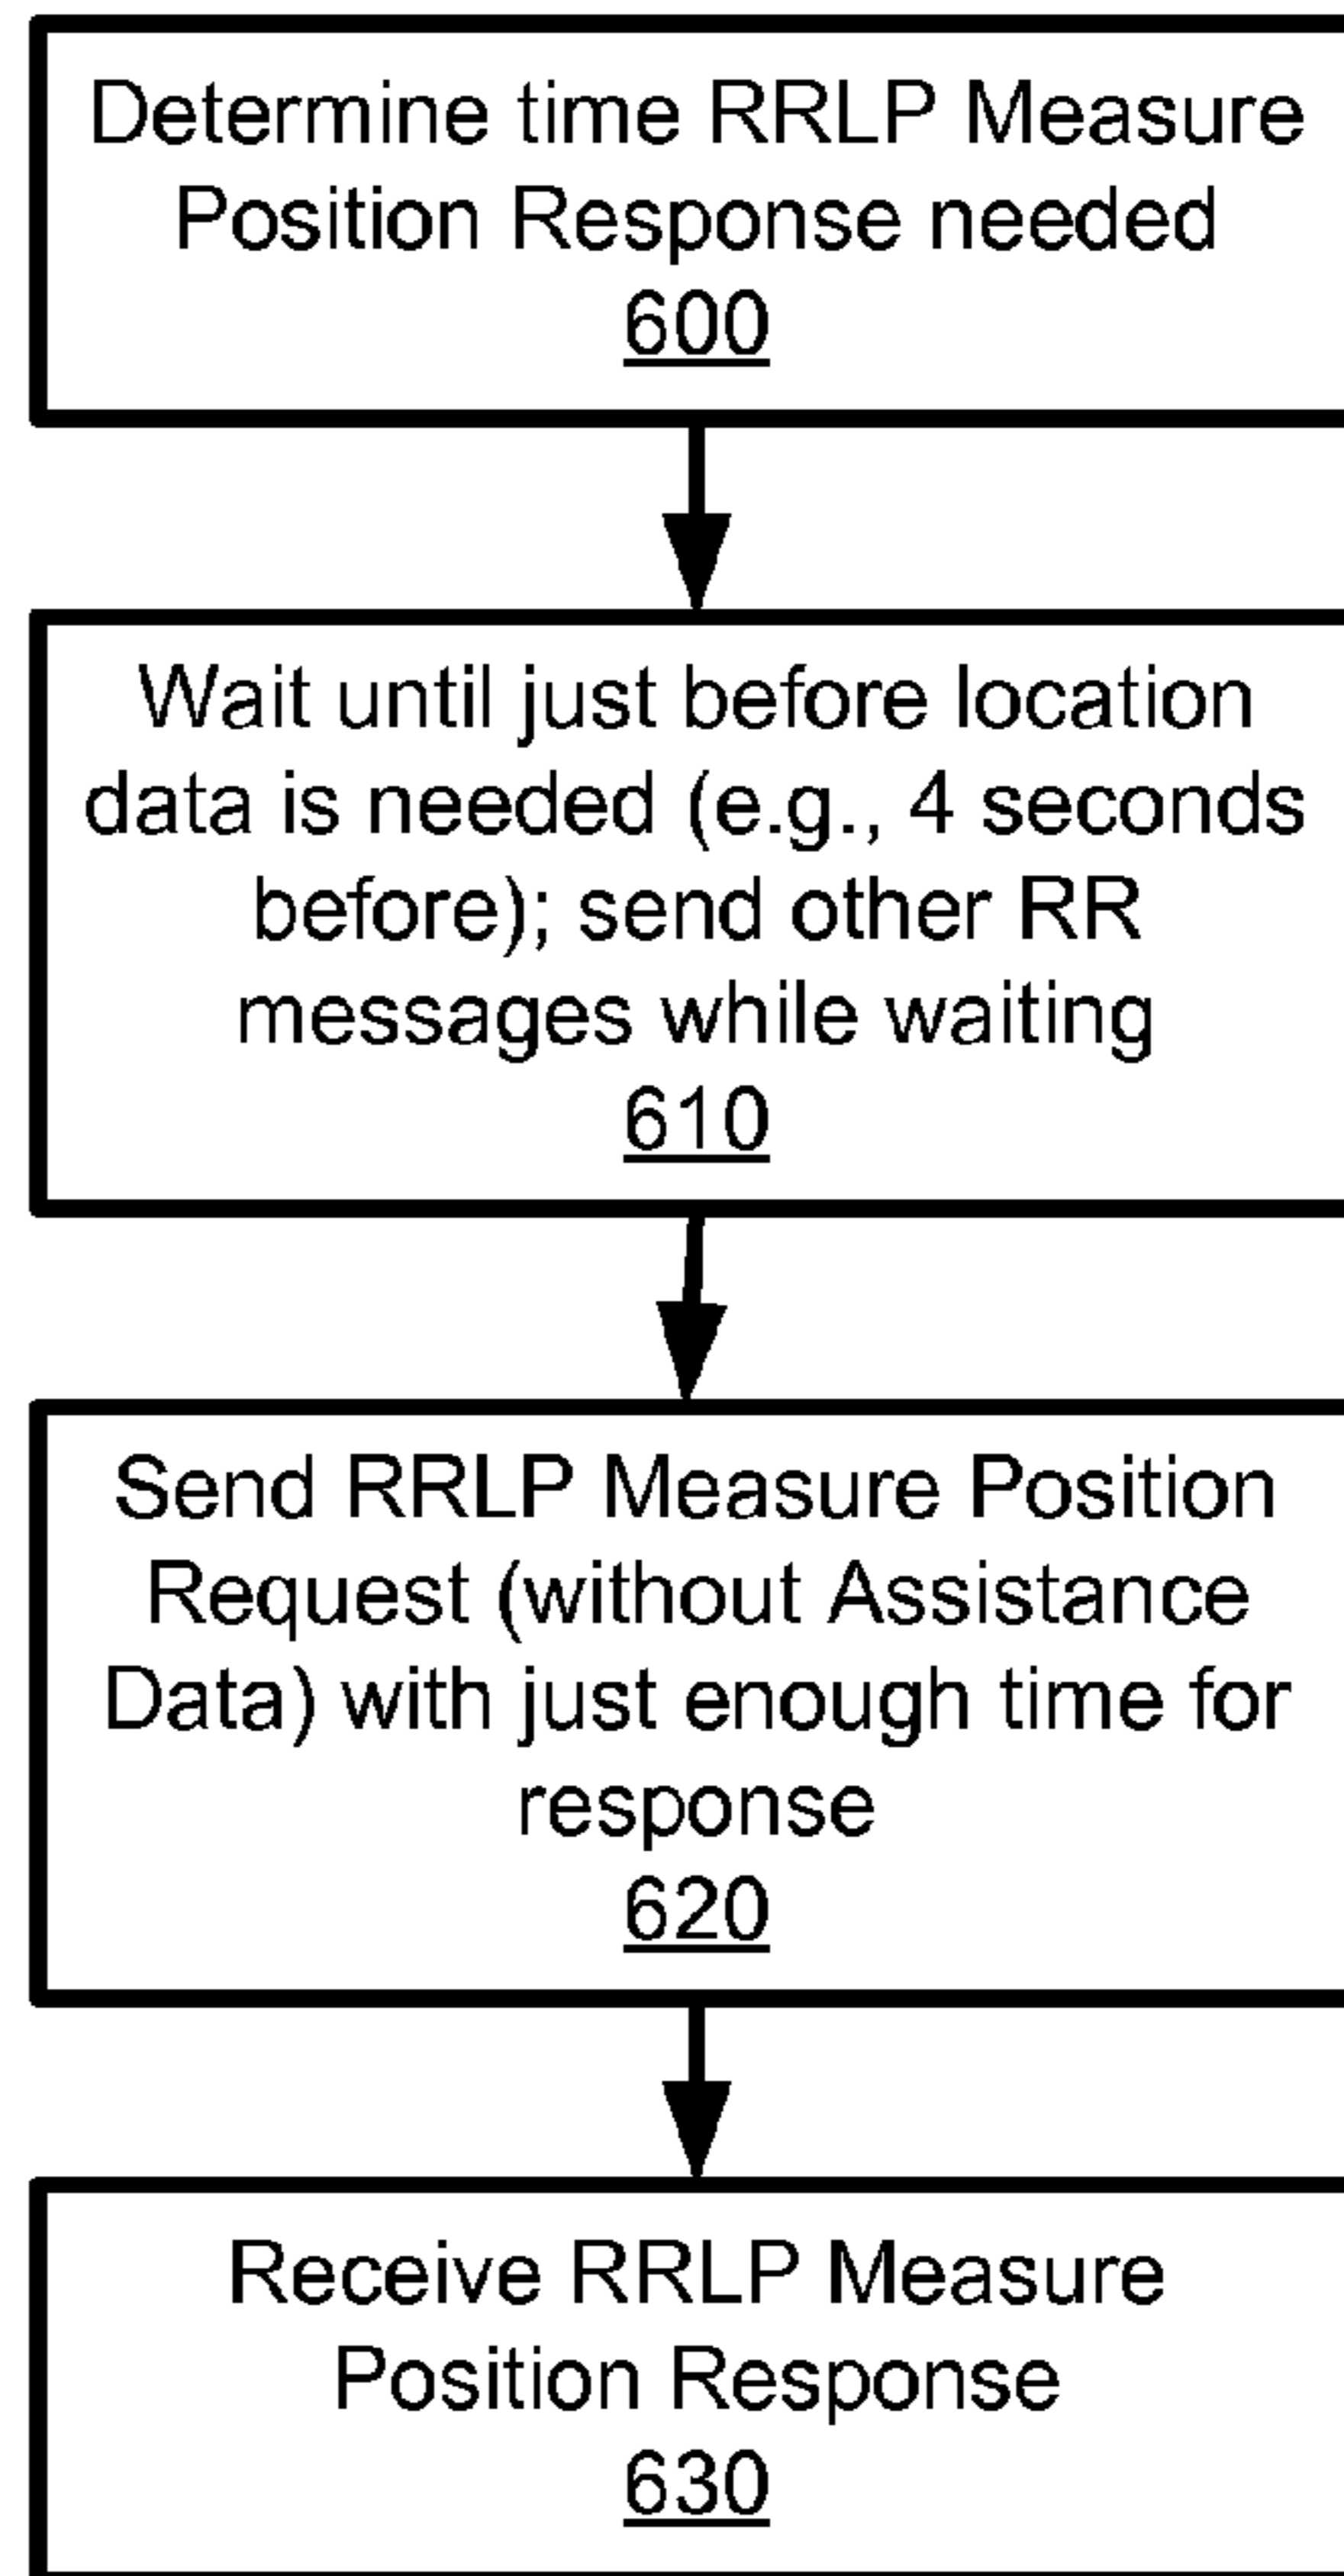 Determine time RRLP Measure
Position Response needed
600
Wait until just before location
data is needed (e.g., 4 seconds
before); send other RR
messages while waiting
610
Send RRLP Measure Position
Request (without Assistance
Data) with just enough time for
response
620
Receive RRLP Measure
Position Response
630